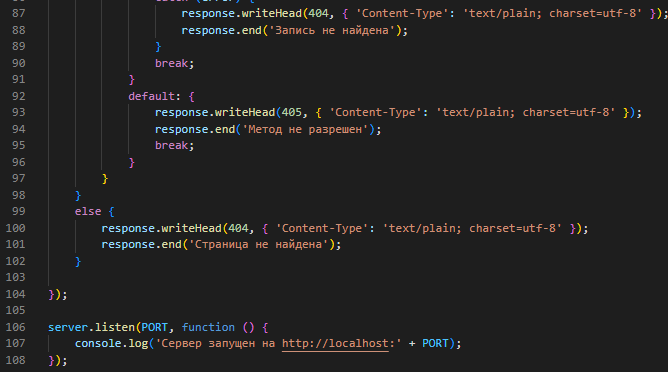 87 response.writeHead(404, { 'Content-Type': 'text/plain; charset=utf-8' });
88 response.end('Запись не найдена');
89 }
90 break;
91 }
92 default: {
93 response.writeHead(405, { 'Content-Type': 'text/plain; charset=utf-8' });
94 response.end('Метод не разрешен');
95 break;
96 }
97 }
98 }
99 else {
100 response.writeHead(404, { 'Content-Type': 'text/plain; charset=utf-8' });
101 response.end('Страница не найдена');
102 }
103
104 });
105
106 server.listen(PORT, function () {
107 console.log('Сервер запущен на http://localhost:' + PORT);
108 });